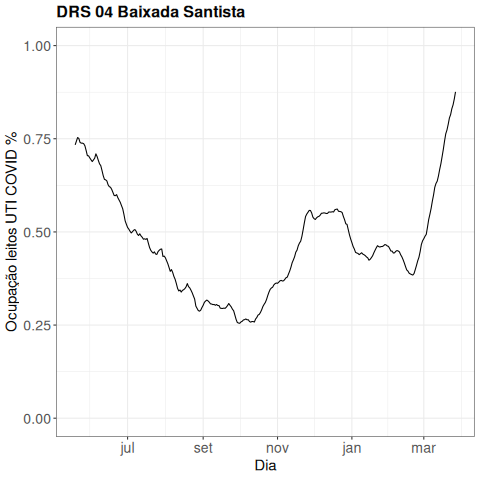 DRS 04 Baixada Santista
Ocupação leitos UTI COVID %
1.00
0.75
0.50
0.25
0.00
jul set nov jan mar
Dia